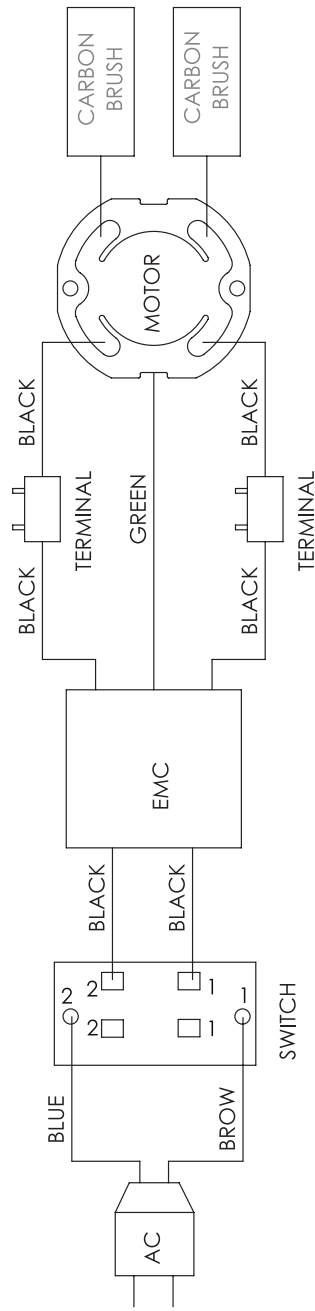 CARBON
BRUSH
CARBON
BRUSH
MOTOR
BLACK
BLACK
TERMINAL
TERMINAL
GREEN
BLACK
BLACK
EMC
BLACK
BLACK
2
2
2
1
1
1
SWITCH
BLUE
BROW
AC